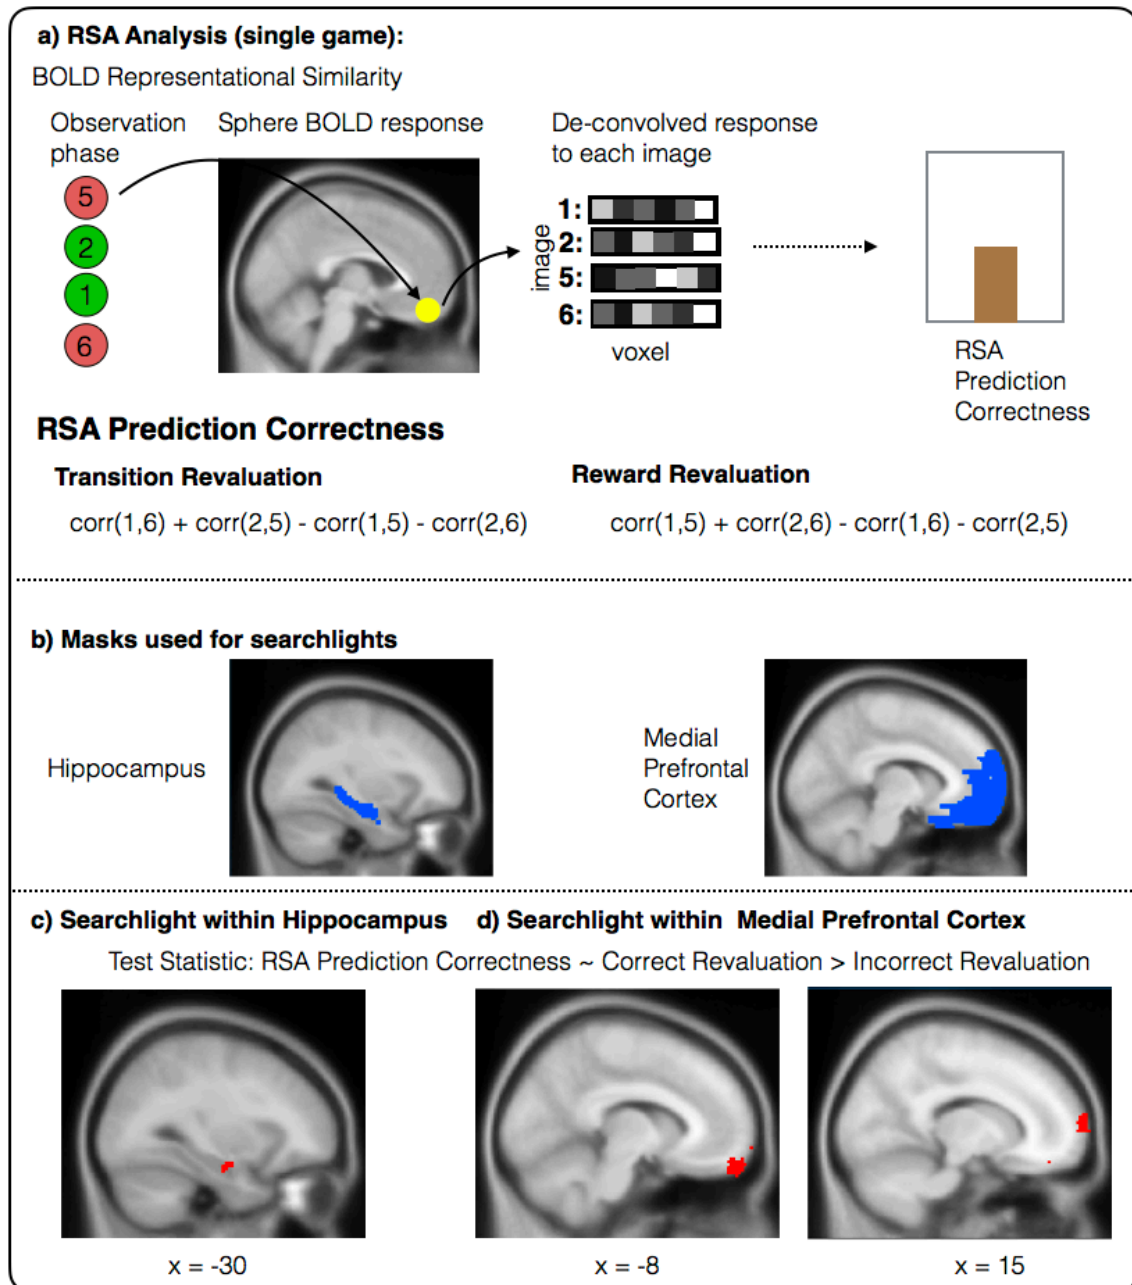 a) RSA Analysis (single game):
BOLD Representational Similarity
Observation phase
Sphere BOLD response
De-convolved response to each image
5
2
1
6
image
1:
2:
5:
6:
voxel
RSA
Prediction
Correctness
RSA Prediction Correctness
Transition Revaluation
corr(1,6) + corr(2,5) - corr(1,5) - corr(2,6)
Reward Revaluation
corr(1,5) + corr(2,6) - corr(1,6) - corr(2,5)
b) Masks used for searchlights
Hippocampus
Medial
Prefrontal
Cortex
c) Searchlight within Hippocampus
d) Searchlight within Medial Prefrontal Cortex
Test Statistic: RSA Prediction Correctness ~ Correct Revaluation > Incorrect Revaluation
x = -30
x = -8
x = 15